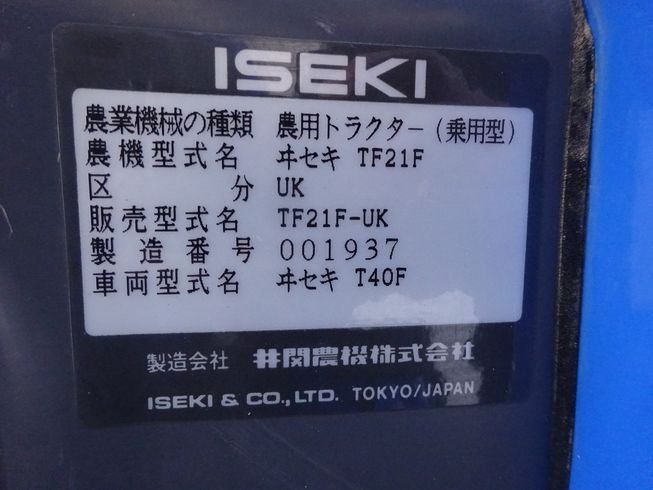 ISEKI
農業機械の種類 農用トラクター(乗用型)
農機型式名 ヰセキ TF21F
区分 UK
販売型式名 TF21F-UK
製造番号 001937
車両型式名 ヰセキ T40F
製造会社 井関農機株式会社
ISEKI & CO.,LTD. TOKYO/JAPAN